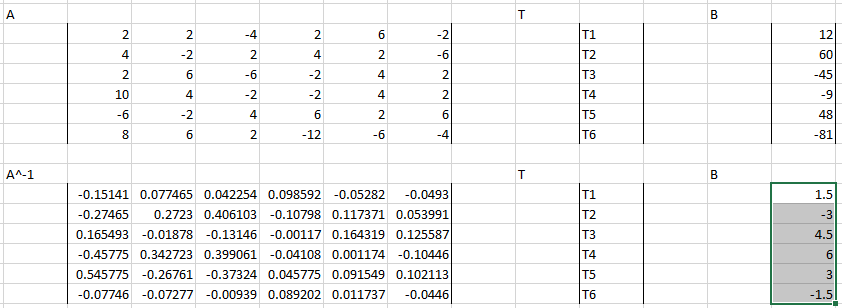 A T B
2 2 -4 2 6 -2 T1 12
4 -2 2 4 2 -6 T2 60
2 6 -6 -2 4 2 T3 -45
10 4 -2 -2 4 2 T4 -9
-6 -2 4 6 2 6 T5 48
8 6 2 -12 -6 -4 T6 -81
A^-1 T B
-0.15141 0.077465 0.042254 0.098592 -0.05282 -0.0493 T1 1.5
-0.27465 0.2723 0.406103 -0.10798 0.117371 0.053991 T2 -3
0.165493 -0.01878 -0.13146 -0.00117 0.164319 0.125587 T3 4.5
-0.45775 0.342723 0.399061 -0.04108 0.001174 -0.10446 T4 6
0.545775 -0.26761 -0.37324 0.045775 0.091549 0.102113 T5 3
-0.07746 -0.07277 -0.00939 0.089202 0.011737 -0.0446 T6 -1.5